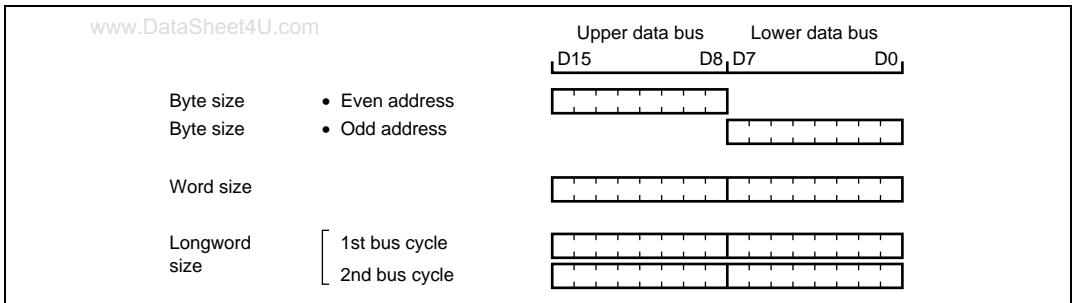 www.DataSheet4U.com
Upper data bus Lower data bus
D15 D8 D7 D0
Byte size • Even address
Byte size • Odd address
Word size
Longword size 1st bus cycle
2nd bus cycle